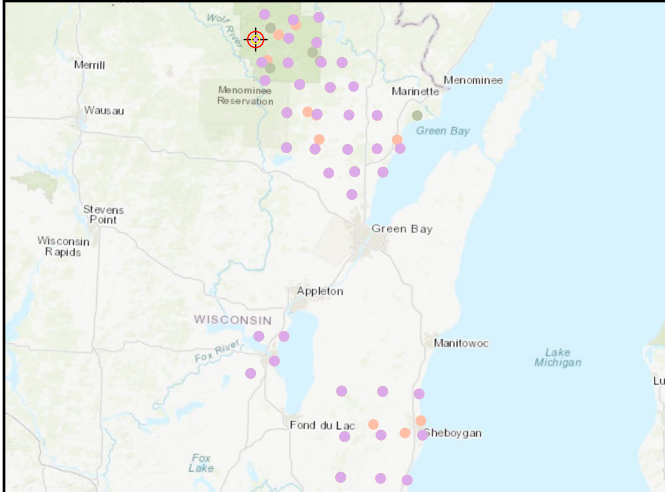 Wolf
River
Merrill
Menominee
Menominee
Reservation
Marinette
Wausau
Green Bay
Stevens
Point
Wisconsin
Rapids
Green Bay
Appleton
WISCONSIN
Fox River
Manitowoc
Lake
Michigan
Lu
Fond du Lac
Sheboygan
Fox
Lake